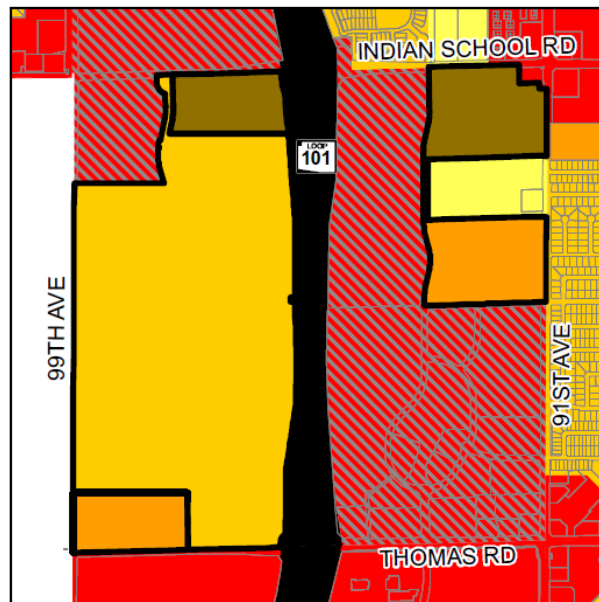 INDIAN SCHOOL RD
LOOP
101
99TH AVE
91ST AVE
THOMAS RD